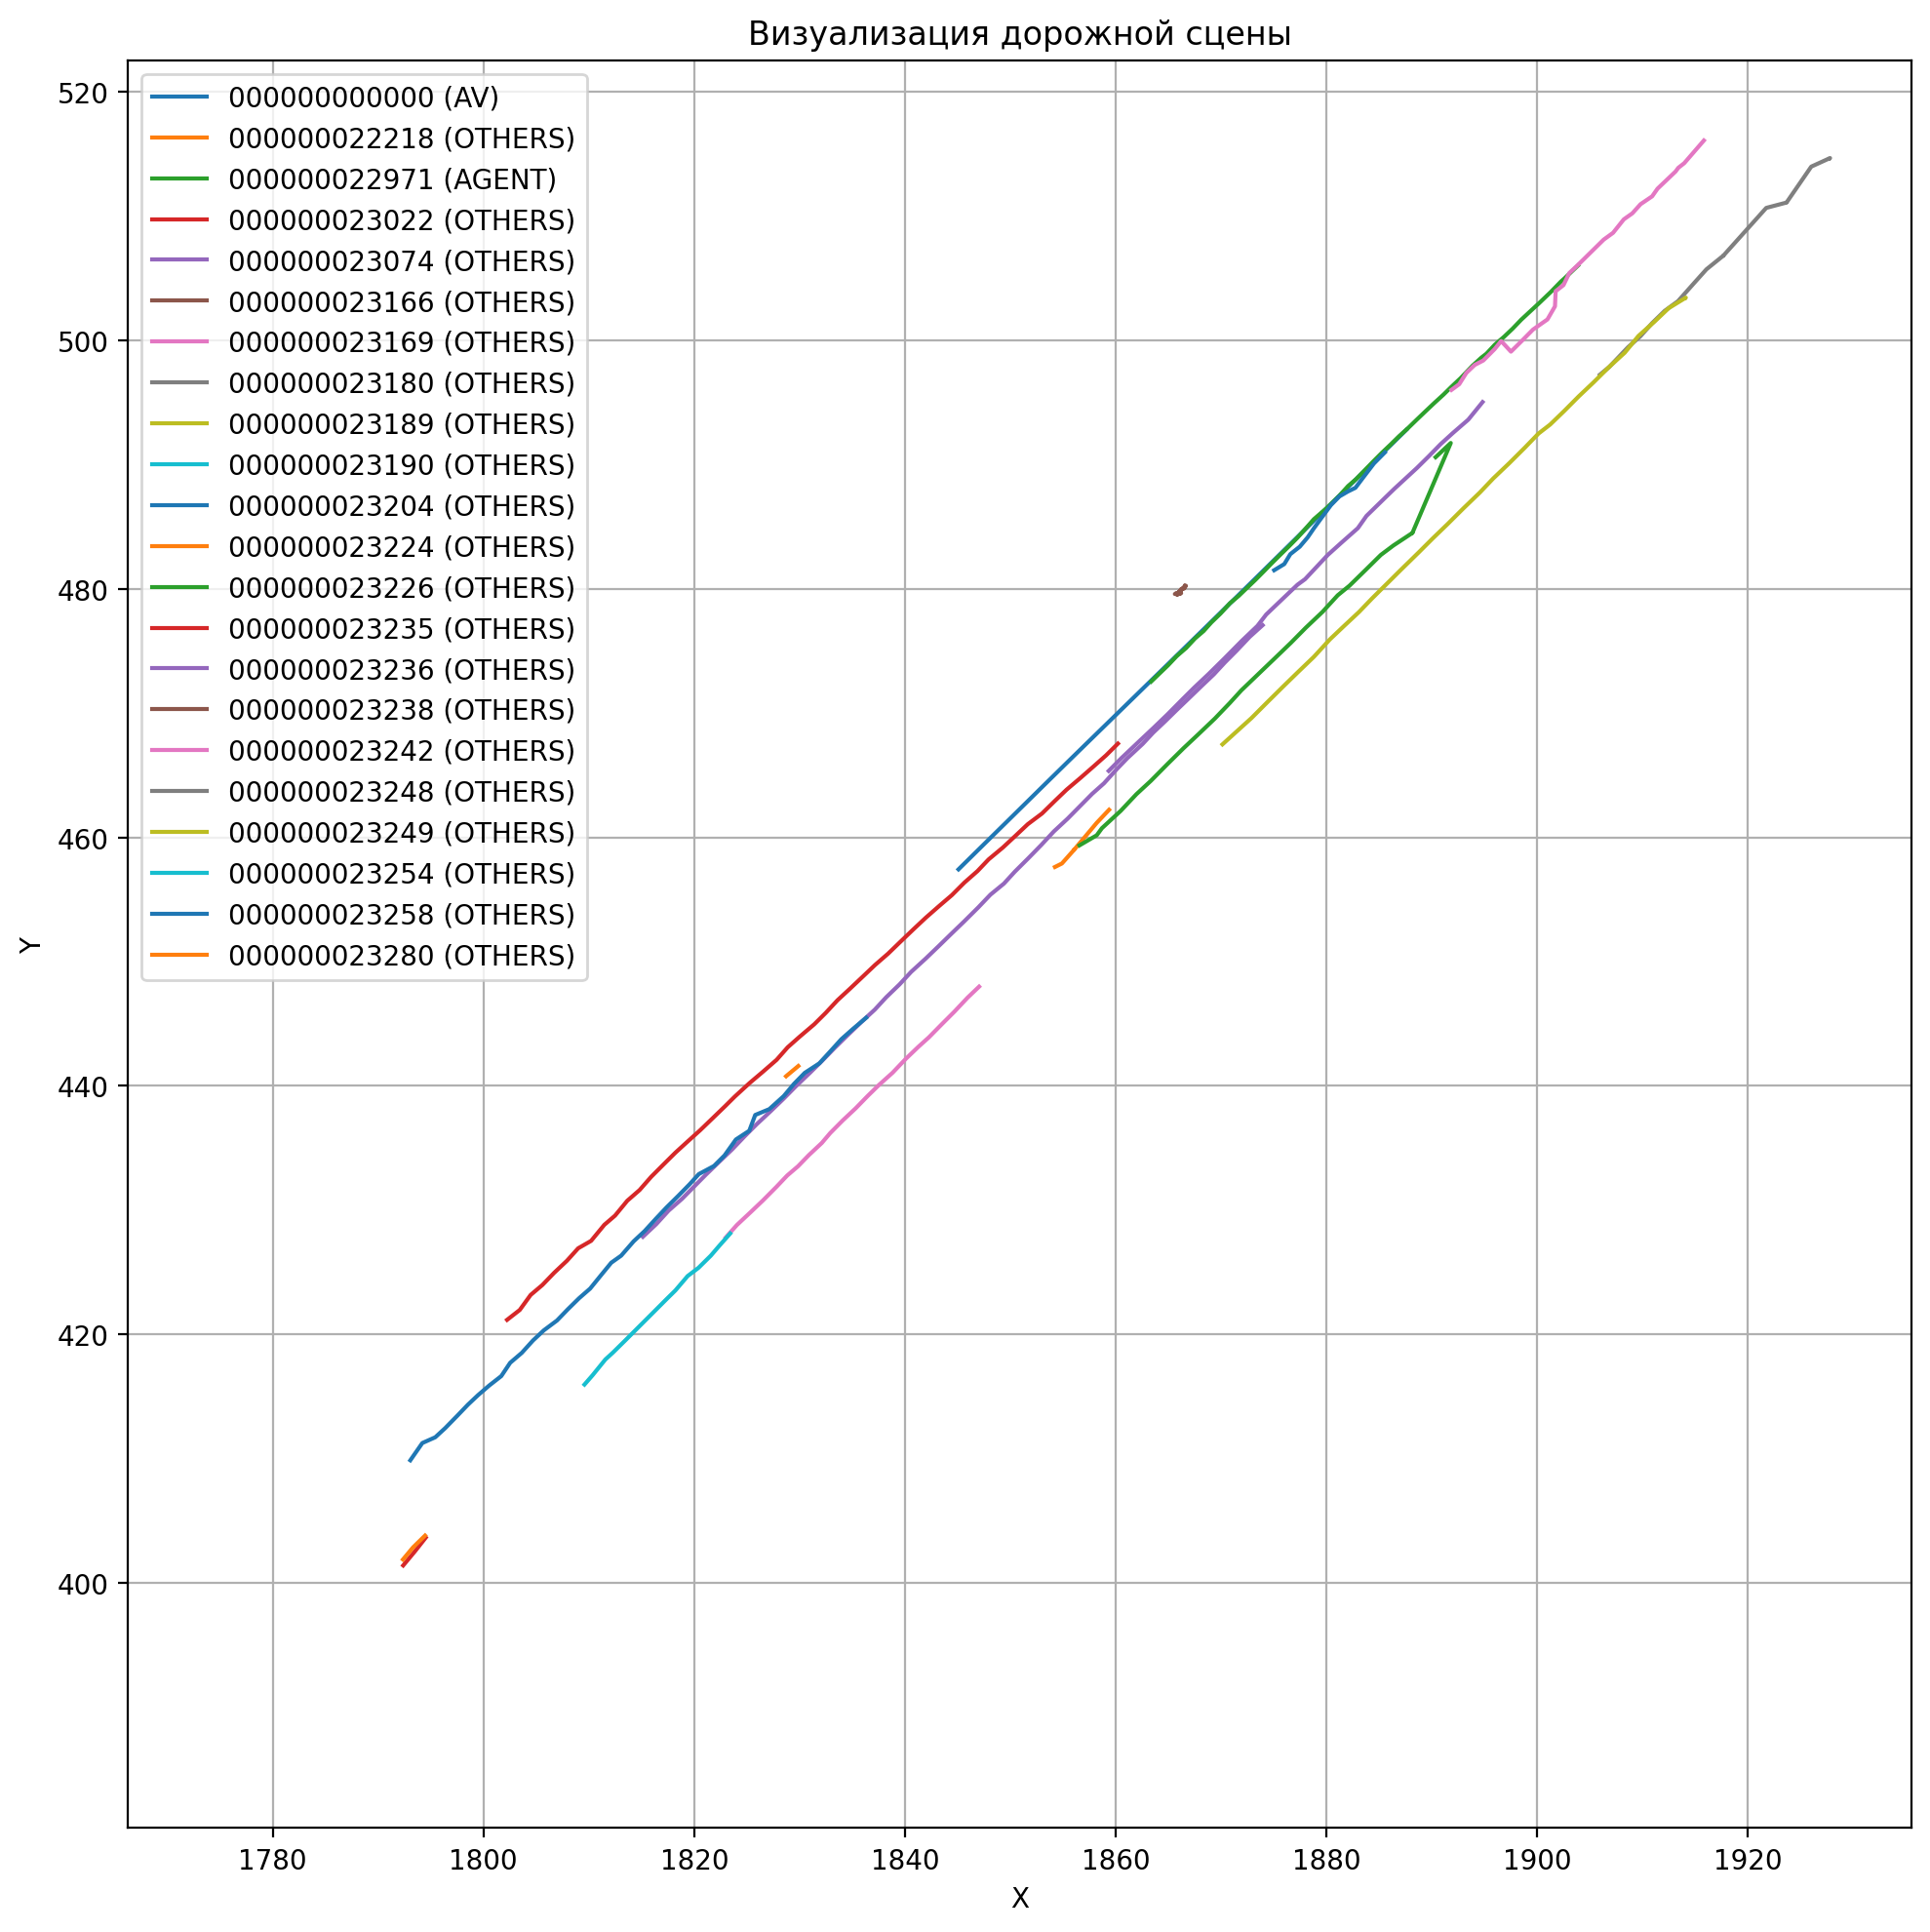 Визуализация дорожной сцены
000000000000 (AV)
000000022218 (OTHERS)
000000022971 (AGENT)
000000023022 (OTHERS)
000000023074 (OTHERS)
000000023166 (OTHERS)
000000023169 (OTHERS)
000000023180 (OTHERS)
000000023189 (OTHERS)
000000023190 (OTHERS)
000000023204 (OTHERS)
000000023224 (OTHERS)
000000023226 (OTHERS)
000000023235 (OTHERS)
000000023236 (OTHERS)
000000023238 (OTHERS)
000000023242 (OTHERS)
000000023248 (OTHERS)
000000023249 (OTHERS)
000000023254 (OTHERS)
000000023258 (OTHERS)
000000023280 (OTHERS)
520
500
480
460
440
420
400
Y
1780 1800 1820 1840 1860 1880 1900 1920
X